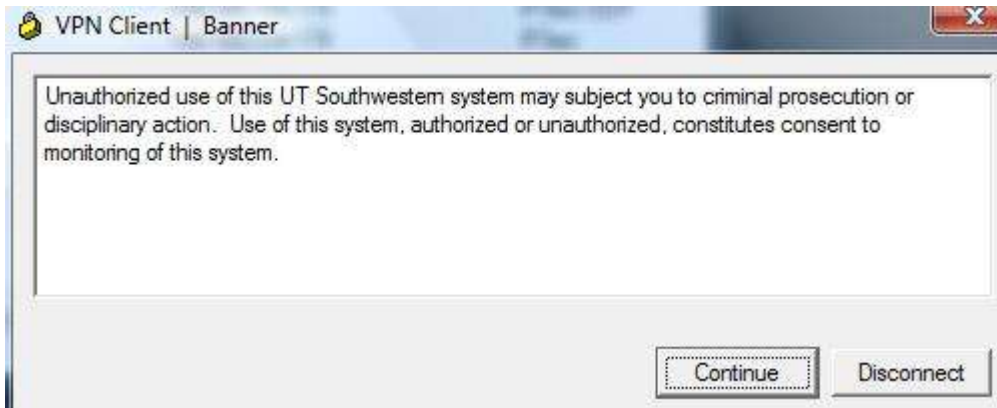 VPN Client | Banner
Unauthorized use of this UT Southwestern system may subject you to criminal prosecution or
disciplinary action.  Use of this system, authorized or unauthorized, constitutes consent to
monitoring of this system.
Continue
Disconnect